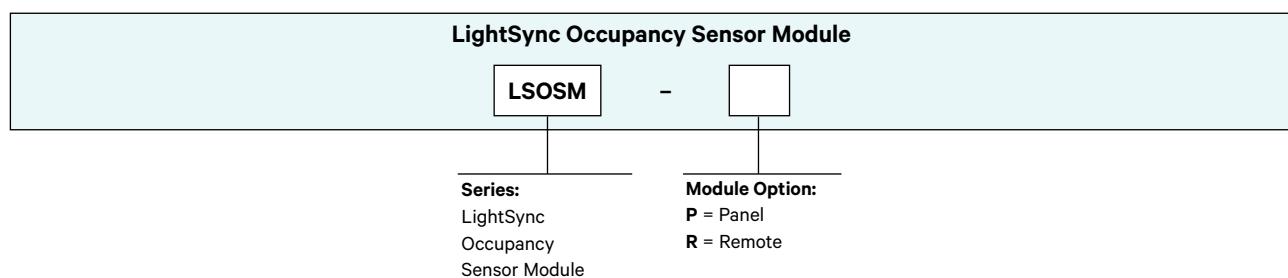 LightSync Occupancy Sensor Module
LSOSM –
Series:
LightSync
Occupancy
Sensor Module
Module Option:
P = Panel
R = Remote